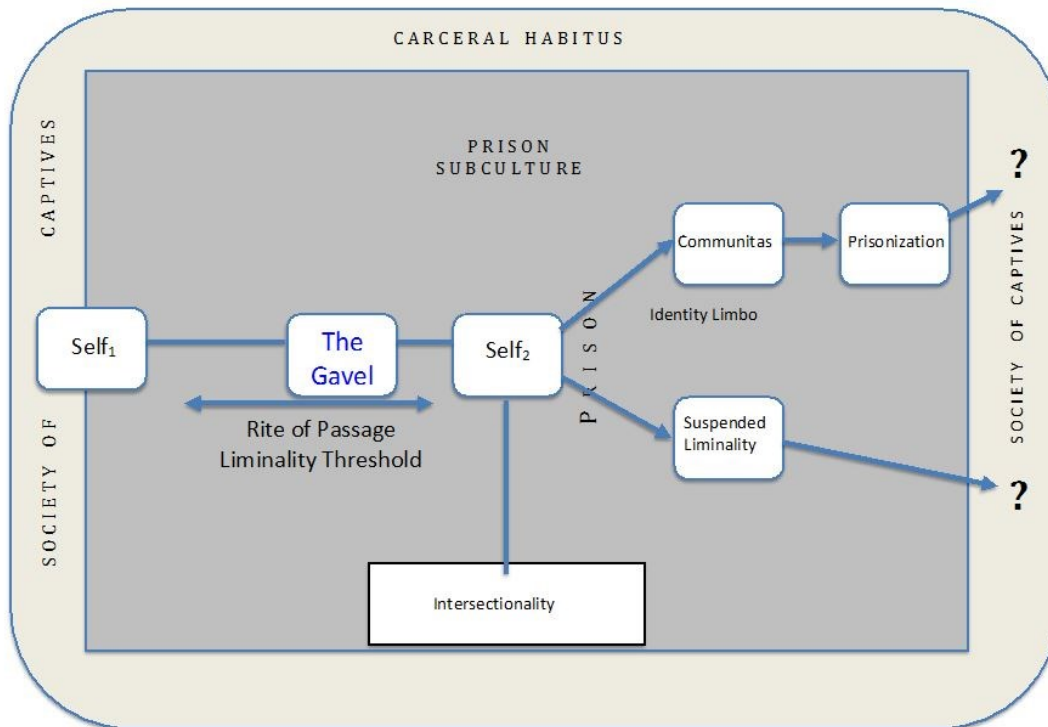 CARCERAL HABITUS
SOCIETY OF CAPTIVES
PRISON
SUBCULTURE
Self₁
The
Gavel
Rite of Passage
Liminality Threshold
Self₂
PRISON
Communitas
Prisonization
Identity Limbo
Suspended
Liminality
Intersectionality
?
SOCIETY OF CAPTIVES
?